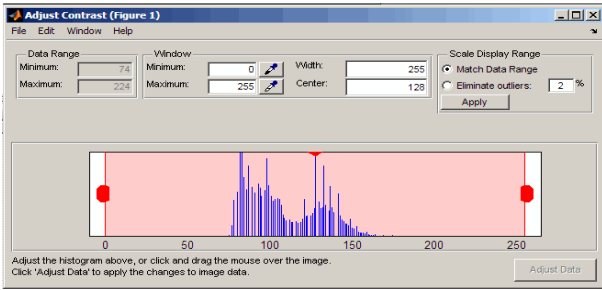 Adjust Contrast (Figure 1)
File Edit Window Help
Data Range
Minimum: 74
Maximum: 224
Window
Minimum: 0
Maximum: 255
Width: 255
Center: 128
Scale Display Range
Match Data Range
Eliminate outliers: 2 %
Apply
0 50 100 150 200 250
Adjust the histogram above, or click and drag the mouse over the image.
Click 'Adjust Data' to apply the changes to image data.
Adjust Data